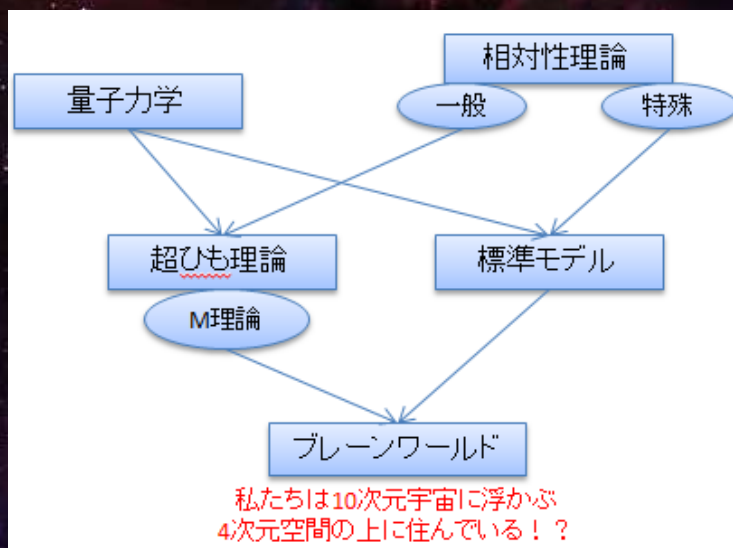 相対性理論
量子力学
一般
特殊
超ひも理論
標準モデル
M理論
ブレーンワールド
私たちは10次元宇宙に浮かぶ
4次元空間の上に住んでいる！？